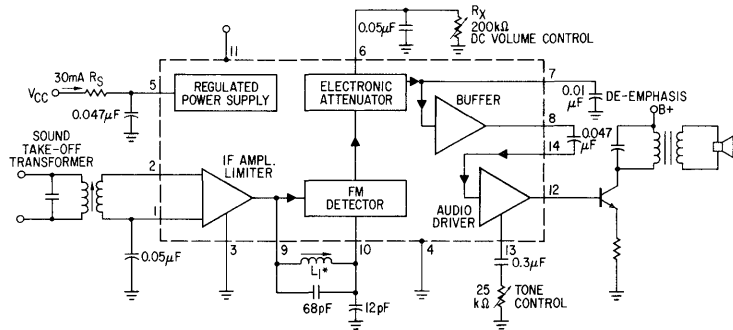 0.05µF
RX
200kΩ
DC VOLUME CONTROL
11
6
30mA RS
VCC
5
REGULATED
POWER SUPPLY
ELECTRONIC
ATTENUATOR
7
0.01
µF
DE-EMPHASIS
0.047µF
BUFFER
8
B+
0.047
µF
SOUND
TAKE-OFF
TRANSFORMER
14
2
IF AMPL.
LIMITER
FM
DETECTOR
AUDIO
DRIVER
12
1
3
9
10
4
13
0.05µF
L1*
0.3µF
68pF
12pF
25
kΩ
TONE
CONTROL